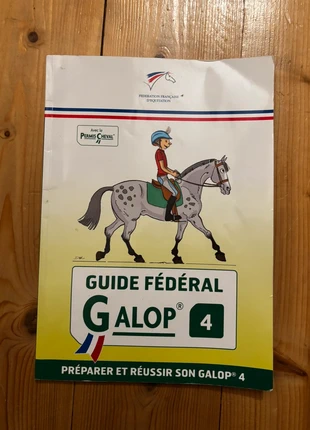 FÉDÉRATION FRANÇAISE
D'ÉQUITATION
Avec le
PERMIS CHEVAL
GUIDE FÉDÉRAL
GALOP® 4
PRÉPARER ET RÉUSSIR SON GALOP® 4